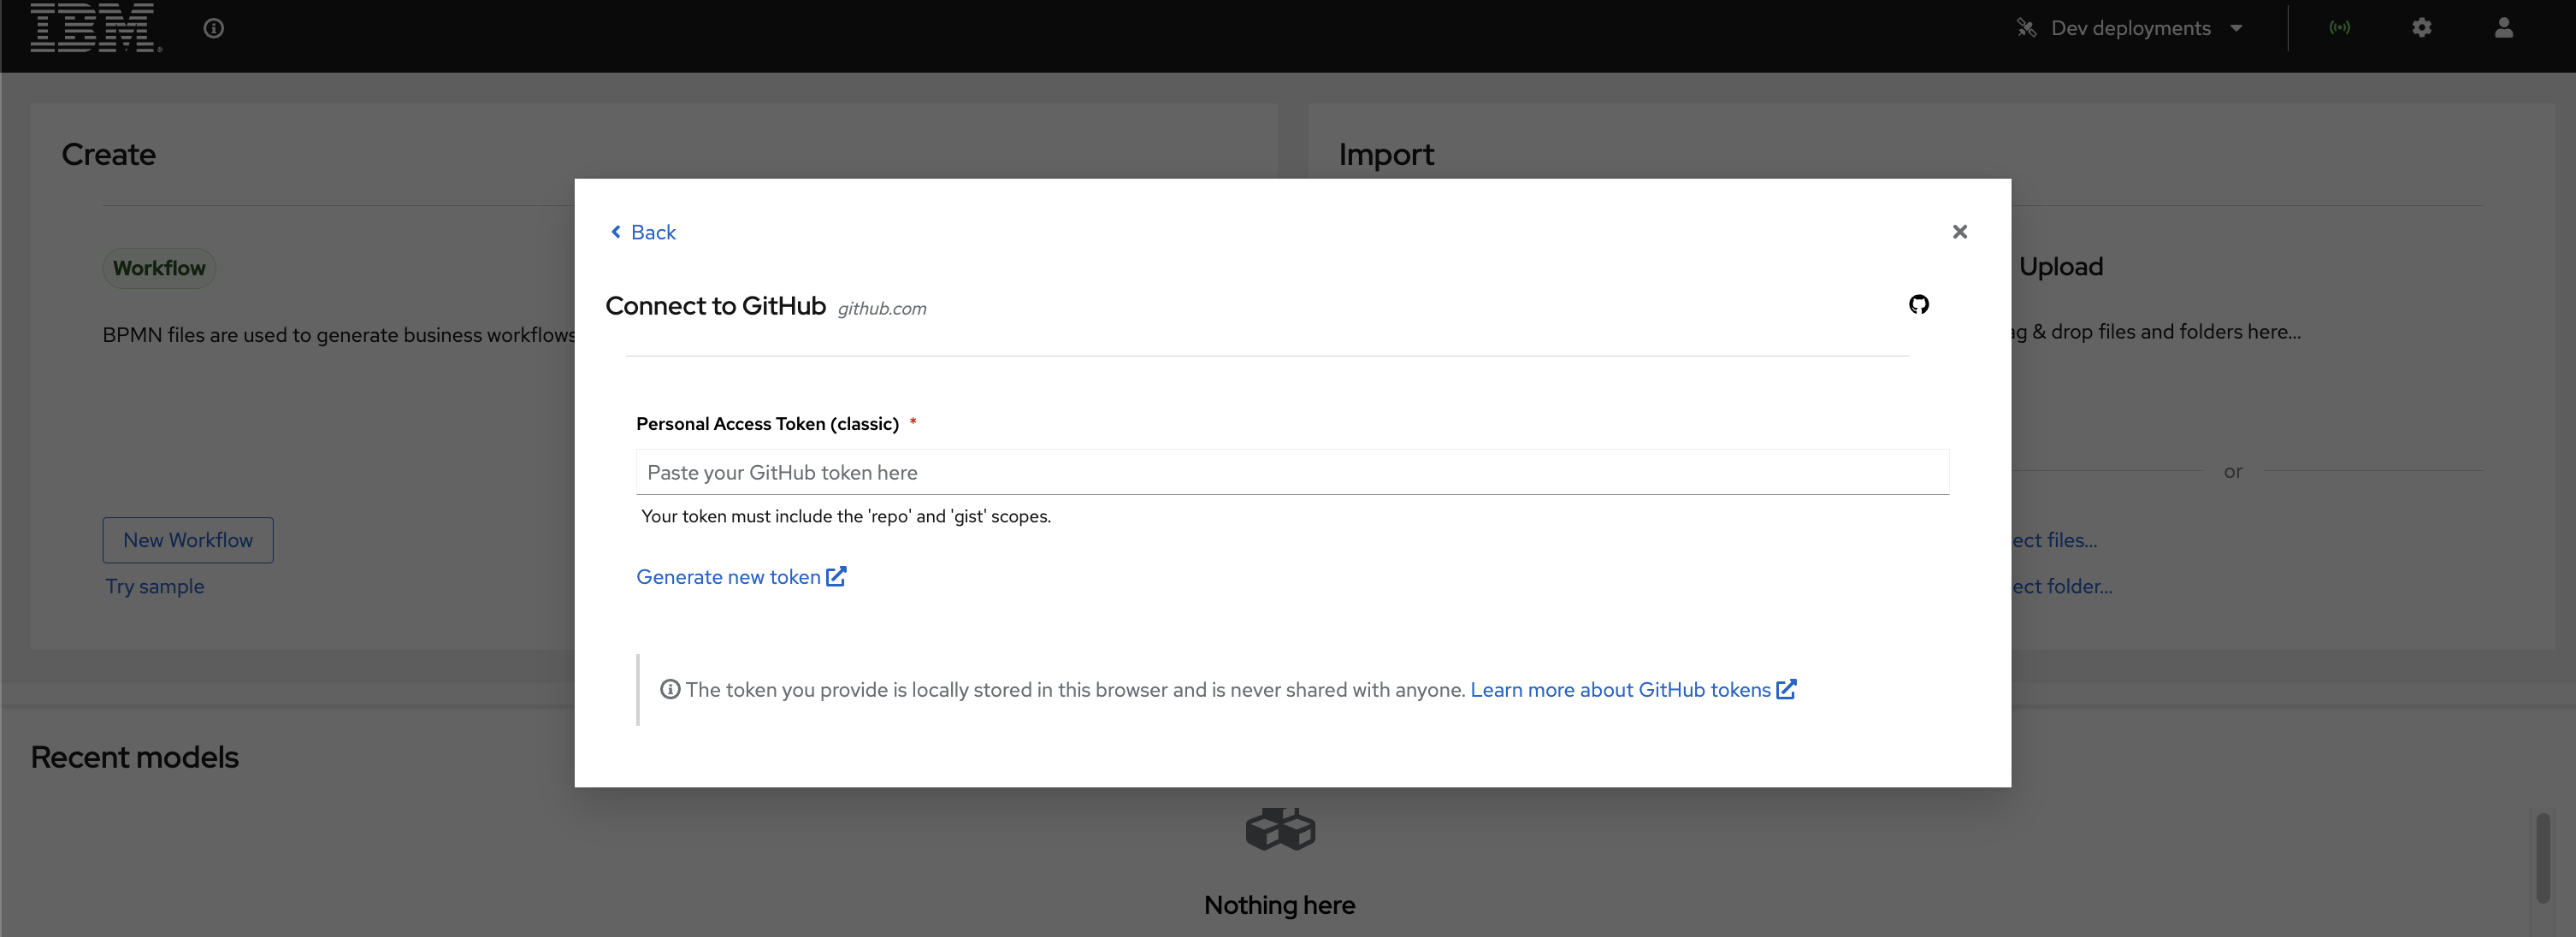 IBM
Dev deployments
Create
Import
Back
Workflow
Upload
Connect to GitHub github.com
BPMN files are used to generate business workflows
& drop files and folders here...
Personal Access Token (classic) *
Paste your GitHub token here
or
Your token must include the 'repo' and 'gist' scopes.
New Workflow
files...
Generate new token
Try sample
folder...
The token you provide is locally stored in this browser and is never shared with anyone. Learn more about GitHub tokens
Recent models
Nothing here